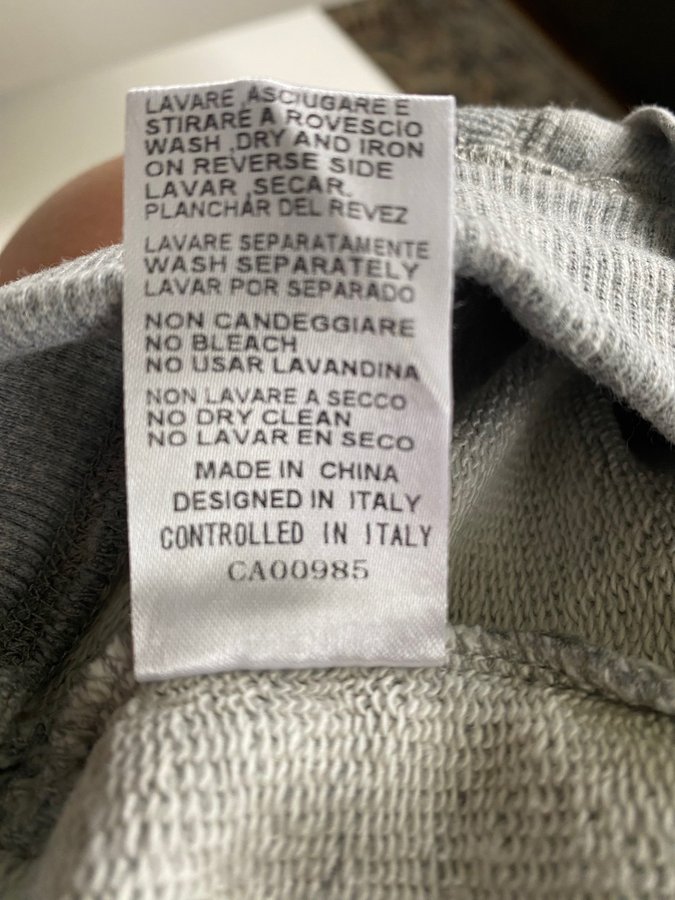 LAVARE ,ASCIUGARE E
STIRARE A ROVESCIO
WASH ,DRY AND IRON
ON REVERSE SIDE
LAVAR ,SECAR,
PLANCHAR DEL REVEZ
LAVARE SEPARATAMENTE
WASH SEPARATELY
LAVAR POR SEPARADO
NON CANDEGGIARE
NO BLEACH
NO USAR LAVANDINA
NON LAVARE A SECCO
NO DRY CLEAN
NO LAVAR EN SECO
MADE IN CHINA
DESIGNED IN ITALY
CONTROLLED IN ITALY
CA00985